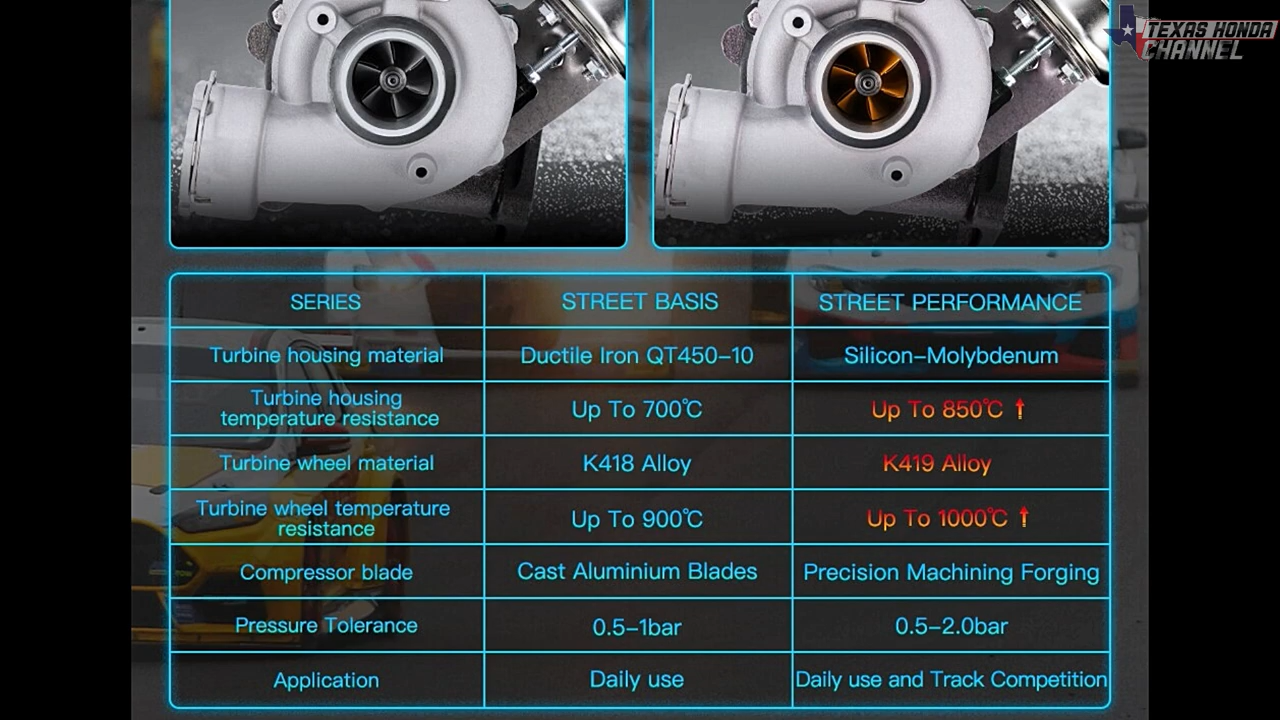 TEXAS HONDA
CHANNEL
SERIES
STREET BASIS
STREET PERFORMANCE
Turbine housing material
Ductile Iron QT450-10
Silicon-Molybdenum
Turbine housing
temperature resistance
Up To 700℃
Up To 850℃ ↑
Turbine wheel material
K418 Alloy
K419 Alloy
Turbine wheel temperature
resistance
Up To 900℃
Up To 1000℃ ↑
Compressor blade
Cast Aluminium Blades
Precision Machining Forging
Pressure Tolerance
0.5-1bar
0.5-2.0bar
Application
Daily use
Daily use and Track Competition